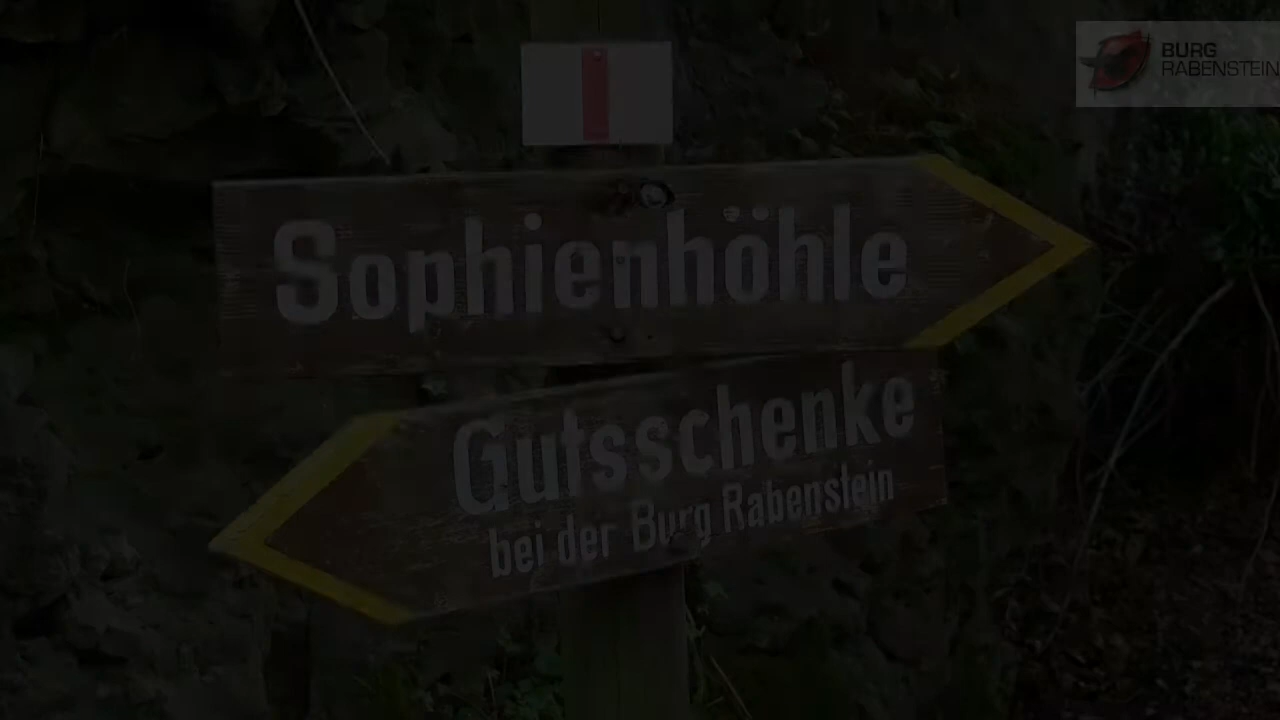 BURG
RABENSTEIN
Sophienhöhle
Gutsschenke
bei der Burg Rabenstein